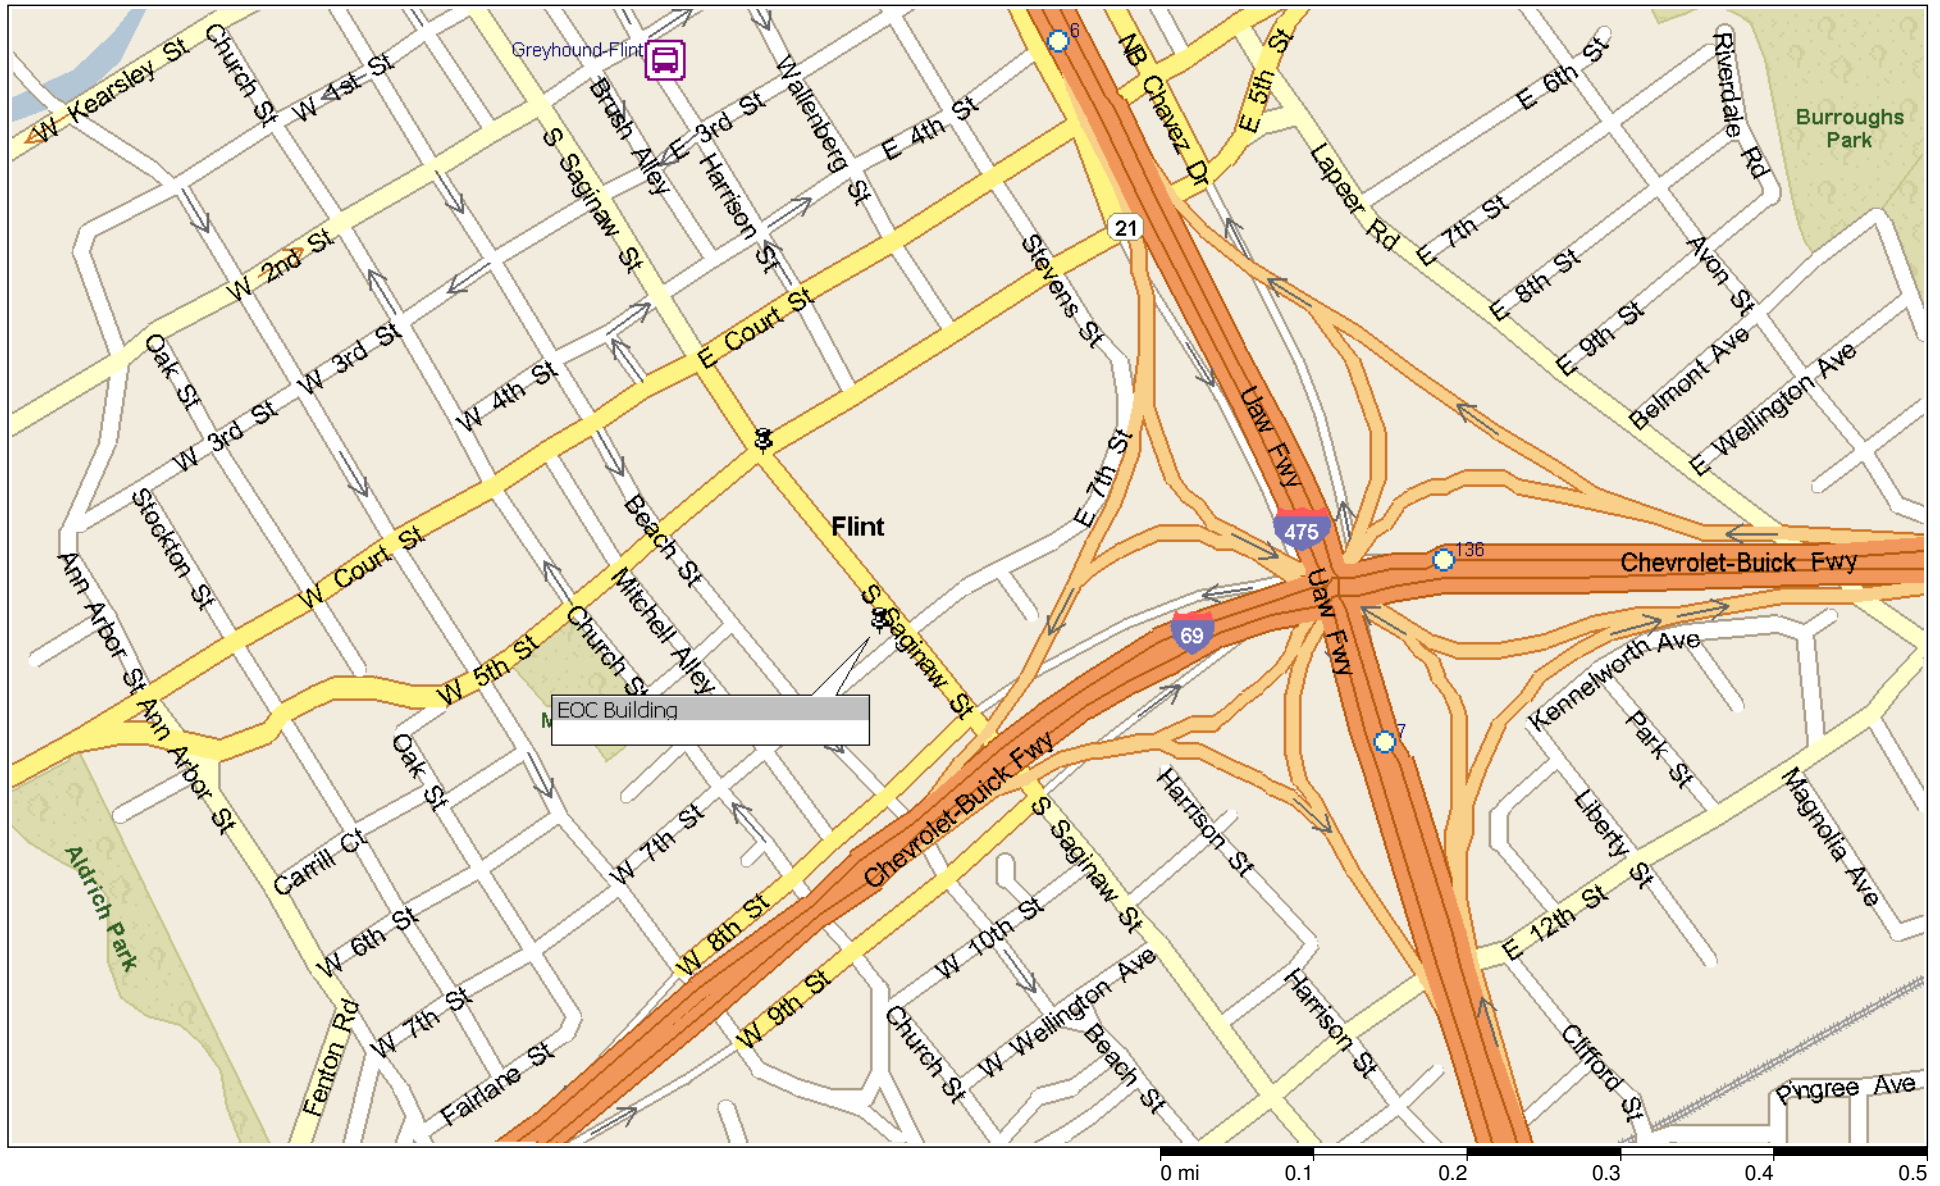 6
Greyhound-Flint
W Kearsley St
Church St
W 1st St
Brush Alley
Wallenberg St
NB Chavez Dr
E 5th St
E 6th St
Riverdale Rd
Burroughs
Park
S Saginaw St
E 3rd St
Harrison St
E 4th St
Lapeer Rd
21
E 7th St
W 2nd St
Stevens St
E 8th St
Avon St
E Court St
Oak St
W 3rd St
E 9th St
Belmont Ave
E Wellington Ave
W 4th St
W 3rd St
Uaw Fwy
E 7th St
Flint
475
Stockton St
Beach St
136
Chevrolet-Buick Fwy
W Court St
Ann Arbor St
Mitchell Alley
Church St
S Saginaw St
69
Uaw Fwy
Kennelworth Ave
W 5th St
EOC Building
M
Ann Arbor St
Oak St
7
Park St
Chevrolet-Buick Fwy
Harrison St
Magnolia Ave
Liberty St
S Saginaw St
Aldrich Park
Carrill Ct
W 7th St
W 8th St
W 6th St
W 10th St
E 12th St
W 9th St
W 7th St
W Wellington Ave
Harrison St
Fenton Rd
Fairlane St
Church St
Beach St
Clifford St
Pingree Ave
0 mi 0.1 0.2 0.3 0.4 0.5